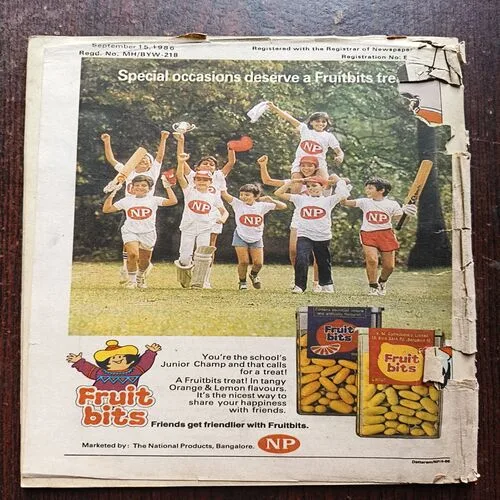 September 15, 1986
Regd. No. MH/BYW-218
Registered with the Registrar of Newspaper
Registration No:
Special occasions deserve a Fruitbits tre
NP
NP
NP
NP
NP
NP
NP
Fruit
bits
You're the school's
Junior Champ and that calls
for a treat!
A Fruitbits treat! In tangy
Orange & Lemon flavours.
It's the nicest way to
share your happiness
with friends.
Friends get friendlier with Fruitbits.
Fruit
bits
Fruit
bits
Marketed by: The National Products, Bangalore.
NP